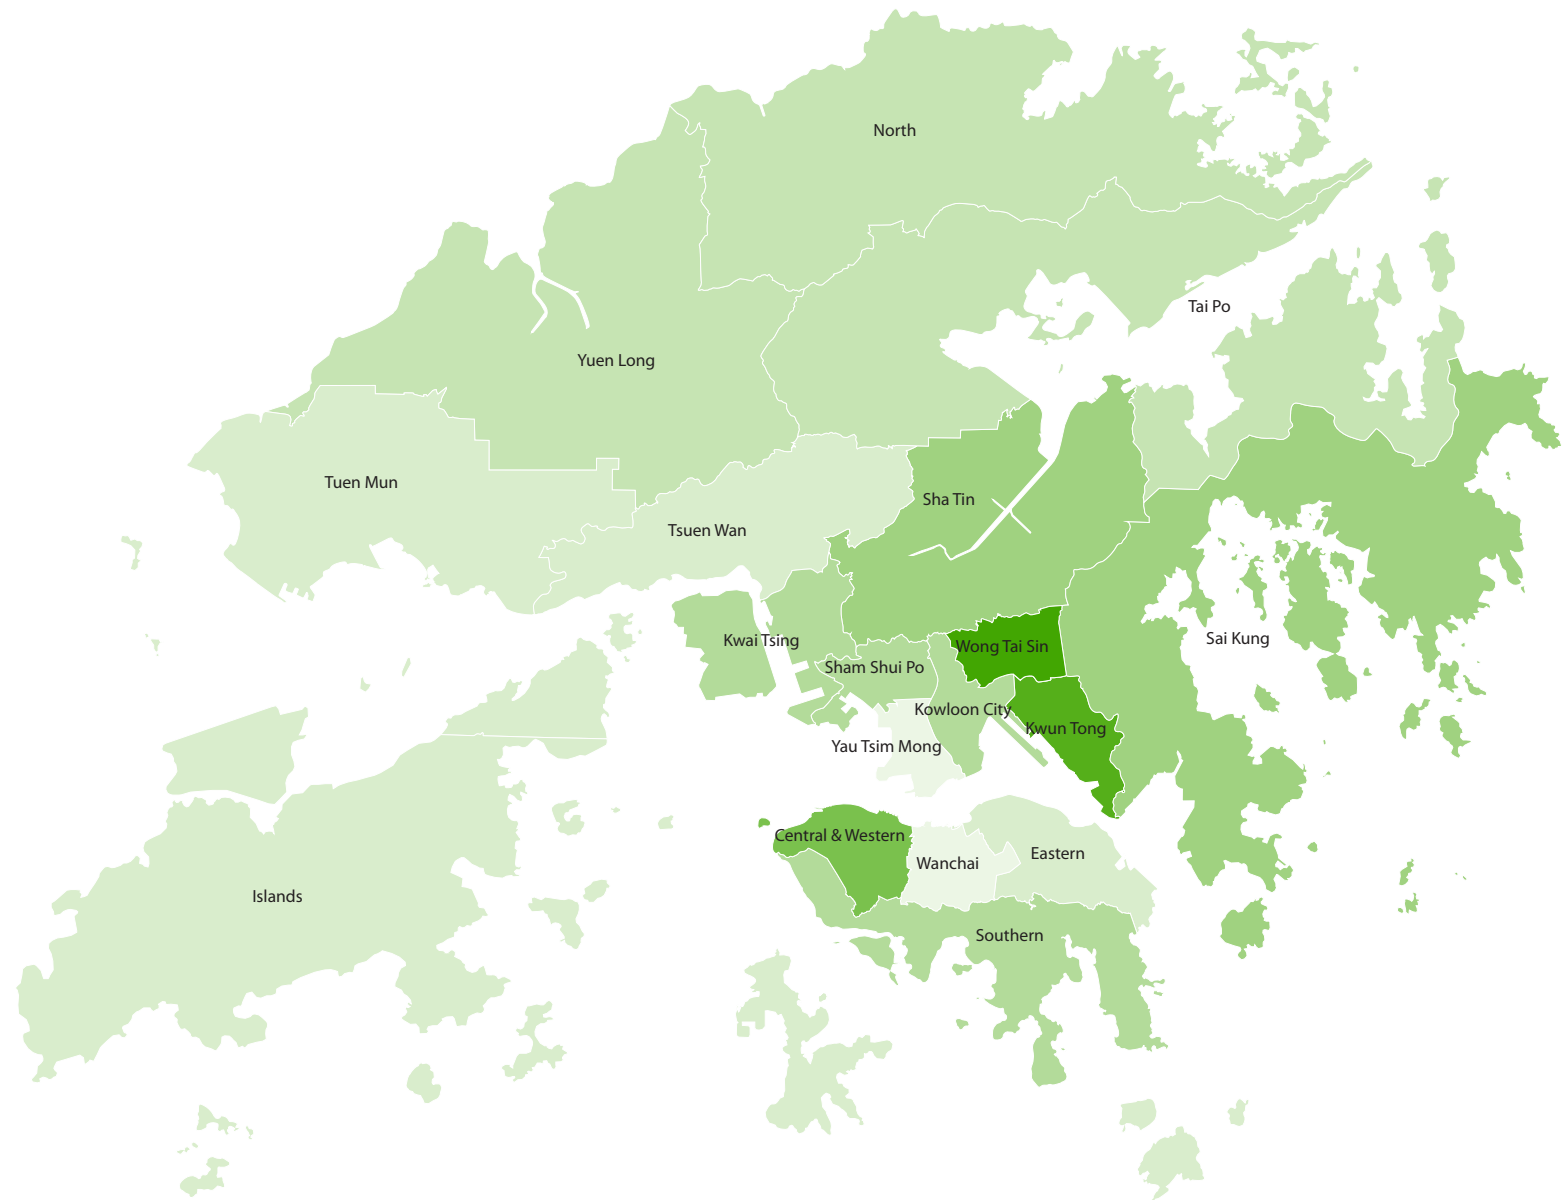 North
Tai Po
Yuen Long
Tuen Mun
Sha Tin
Tsuen Wan
Sai Kung
Kwai Tsing
Wong Tai Sin
Sham Shui Po
Kowloon City
Kwun Tong
Yau Tsim Mong
Central & Western
Eastern
Wanchai
Islands
Southern